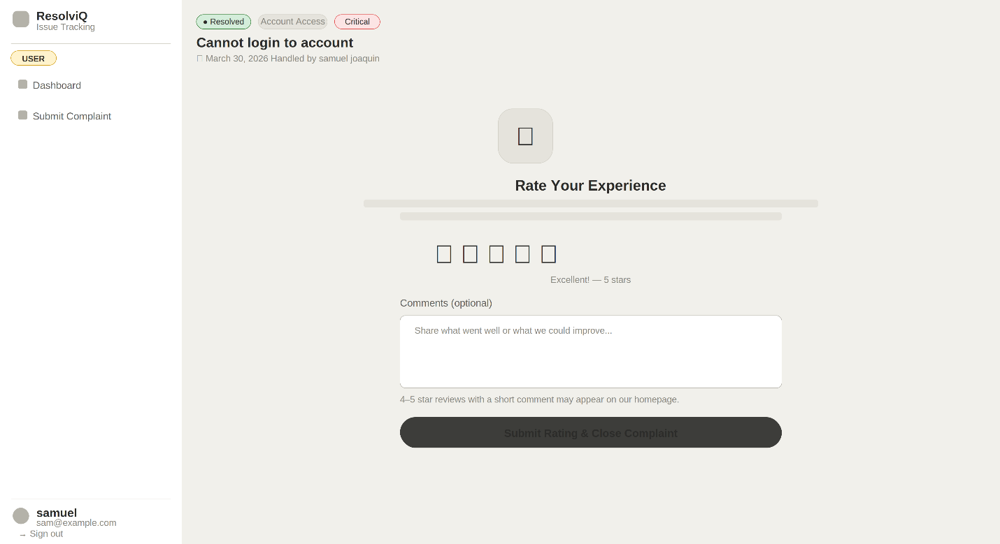 ResolviQ
Issue Tracking
USER
Dashboard
Submit Complaint
samuel
sam@example.com
→ Sign out
● Resolved
Account Access
Critical
Cannot login to account
March 30, 2026 Handled by samuel joaquin
Rate Your Experience
Excellent! — 5 stars
Comments (optional)
Share what went well or what we could improve...
4–5 star reviews with a short comment may appear on our homepage.
Submit Rating & Close Complaint